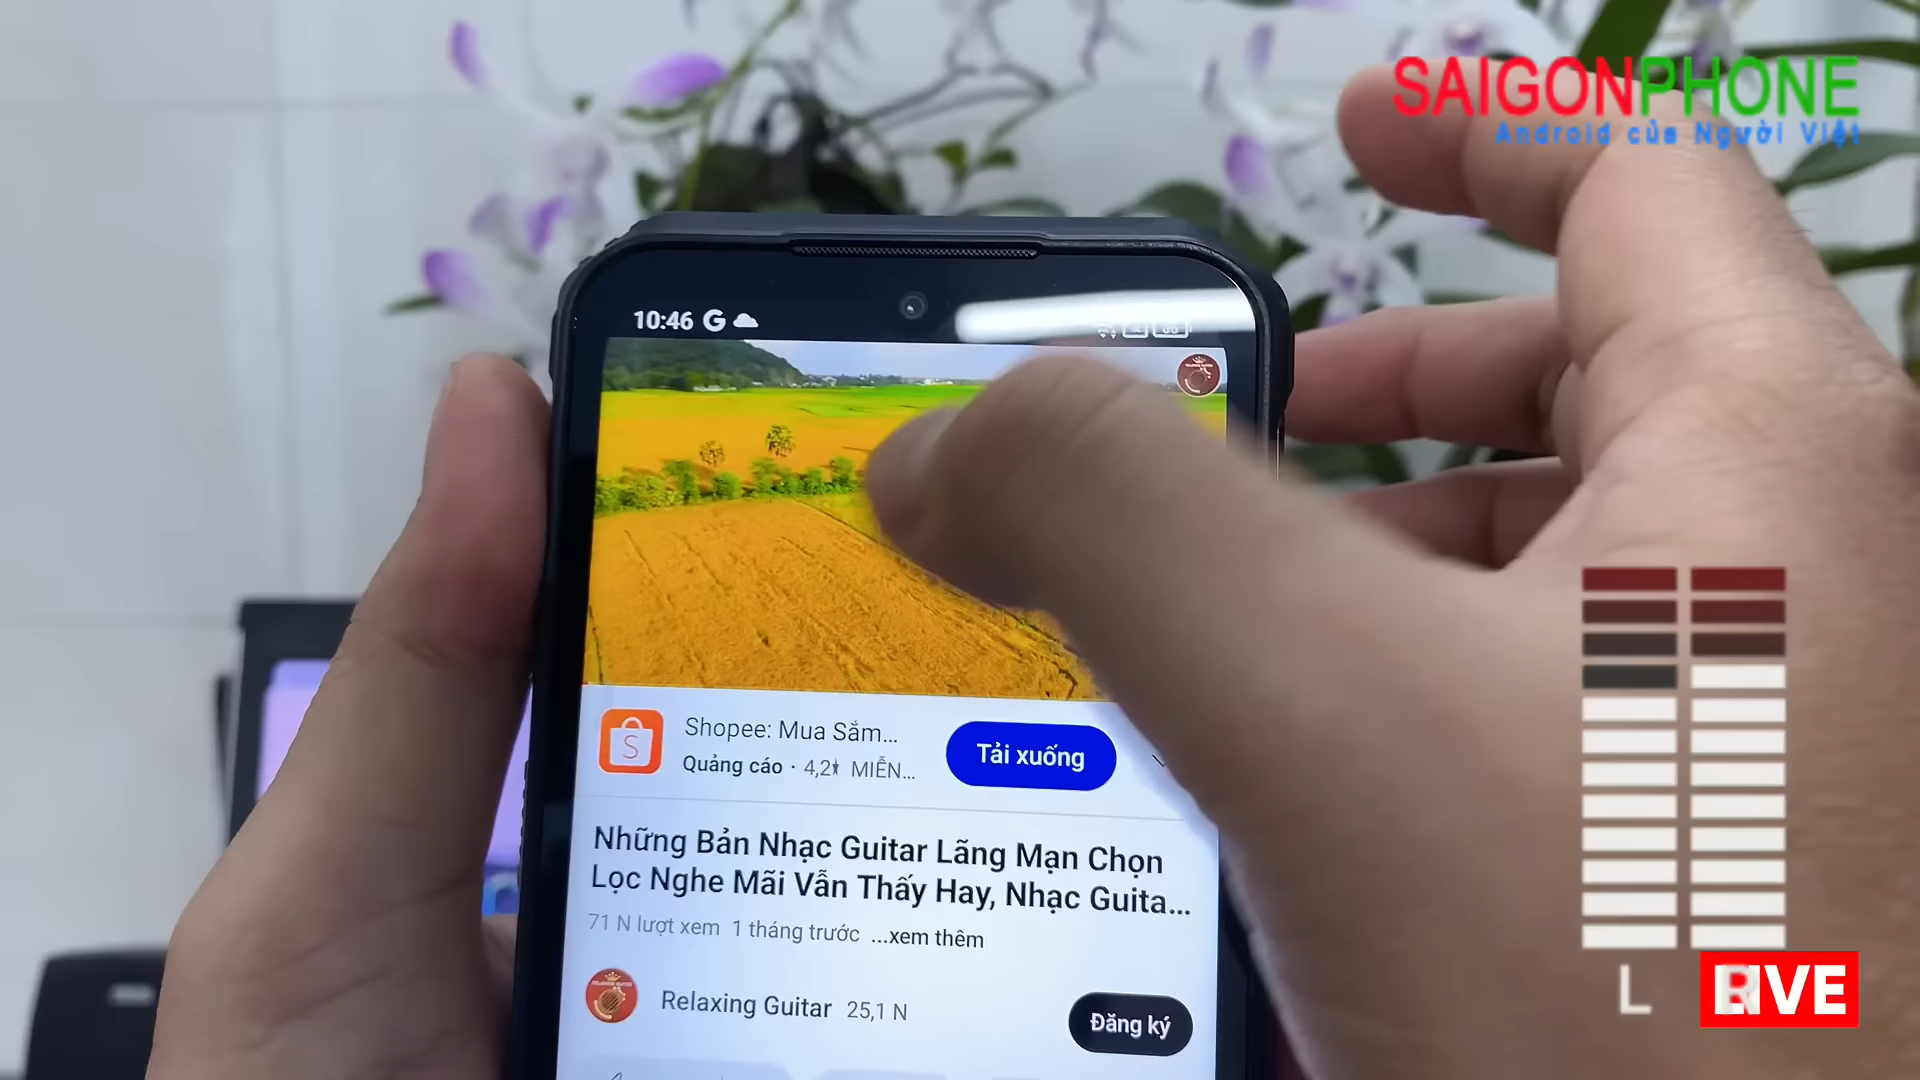 SAIGONPHONE
Android của Người Việt
10:46
Shopee: Mua Sắm...
Quảng cáo · 4,2★ MIỄN...
Tải xuống
Những Bản Nhạc Guitar Lãng Mạn Chọn
Lọc Nghe Mãi Vẫn Thấy Hay, Nhạc Guita...
71 N lượt xem 1 tháng trước ...xem thêm
Relaxing Guitar 25,1 N
Đăng ký
L